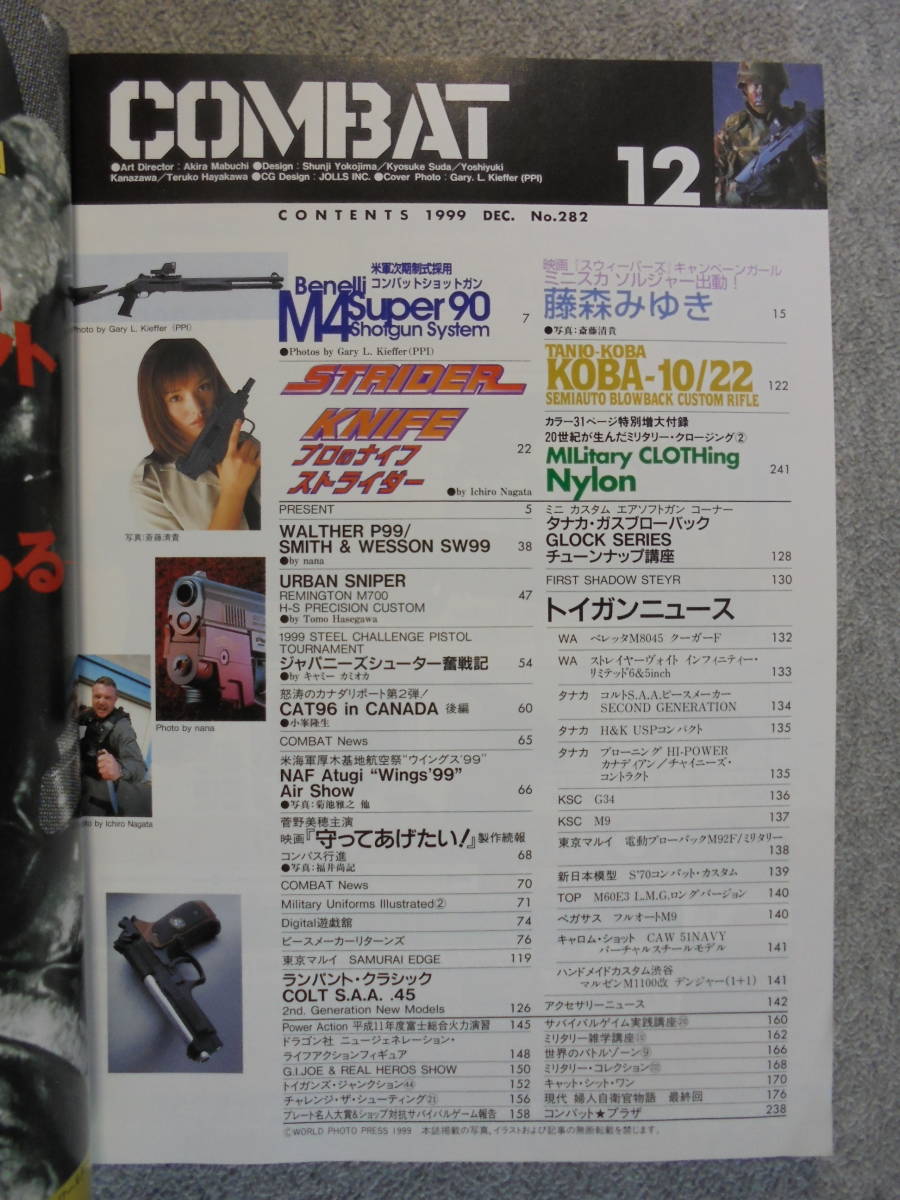 COMBAT
●Art Director：Akira Mabuchi ●Design：Shunji Yokojima／Kyosuke Suda／Yoshiyuki
Kanazawa／Teruko Hayakawa ●CG Design：JOLLS INC. ●Cover Photo：Gary. L. Kieffer (PPI)
12
CONTENTS 1999 DEC. No.282
Photo by Gary L. Kieffer (PPI)
写真：斎藤清貴
Photo by nana
by Ichiro Nagata
米軍次期制式採用
Benelli コンバットショットガン
M4 Super 90
Shotgun System 7
●Photos by Gary L. Kieffer (PPI)
STRIDER
KNIFE
プロのナイフ 22
ストライダー
●by Ichiro Nagata
PRESENT 5
WALTHER P99/
SMITH & WESSON SW99 38
●by nana
URBAN SNIPER 47
REMINGTON M700
H-S PRECISION CUSTOM
●by Tomo Hasegawa
1999 STEEL CHALLENGE PISTOL
TOURNAMENT
ジャパニーズシューター奮戦記 54
●by キャミー カミオカ
怒涛のカナダリポート第2弾！
CAT96 in CANADA 後編 60
●小峯隆生
COMBAT News 65
米海軍厚木基地航空祭“ウイングス'99”
NAF Atugi “Wings'99”
Air Show 66
●写真：菊池雅之 他
菅野美穂主演
映画『守ってあげたい！』製作続報
コンパス行進 68
●写真：福井尚記
COMBAT News 70
Military Uniforms Illustrated② 71
Digital遊戯館 74
ピースメーカーリターンズ 76
東京マルイ SAMURAI EDGE 119
ランパント・クラシック
COLT S.A.A. .45
2nd. Generation New Models 126
Power Action 平成11年度富士総合火力演習 145
ドラゴン社 ニュージェネレーション・
ライフアクションフィギュア 148
G.I.JOE & REAL HEROS SHOW 150
トイガンズ・ジャンクション㊹ 152
チャレンジ・ザ・シューティング㉑ 156
プレート名人大賞&ショップ対抗サバイバルゲーム報告 158
映画『スウィーパーズ』キャンペーンガール
ミニスカ ソルジャー出動！
藤森みゆき 15
●写真：斎藤清貴
TANIO-KOBA
KOBA-10/22 122
SEMIAUTO BLOWBACK CUSTOM RIFLE
カラー31ページ特別増大付録
20世紀が生んだミリタリー・クロージング②
MILitary CLOTHing
Nylon 241
ミニ カスタム エアソフトガン コーナー
タナカ・ガスブローバック
GLOCK SERIES
チューンナップ講座 128
FIRST SHADOW STEYR 130
トイガンニュース
WA ベレッタM8045 クーガーF 132
WA ストレイヤーヴォイト インフィニティー・
リミテッド6&5inch 133
タナカ コルトS.A.A.ピースメーカー
SECOND GENERATION 134
タナカ H&K USPコンパクト 135
タナカ ブローニング HI-POWER
カナディアン／チャイニーズ・
コントラクト 135
KSC G34 136
KSC M9 137
東京マルイ 電動ブローバックM92F/ミリタリー
138
新日本模型 S'70コンバット・カスタム 139
TOP M60E3 L.M.G.ロングバージョン 140
ペガサス フルオートM9 140
キャロム・ショット CAW 51NAVY
バーチャルスチールモデル 141
ハンドメイドカスタム渋谷
マルゼンM1100改 デンジャー(1+1) 141
アクセサリーニュース 142
サバイバルゲイム実践講座 160
ミリタリー雑学講座 162
世界のバトルゾーン⑨ 166
ミリタリー・コレクション 168
キャット・シット・ワン 170
現代 婦人自衛官物語 最終回 176
コンバット★プラザ 238
©WORLD PHOTO PRESS 1999 本誌掲載の写真、イラストおよび記事の無断転載を禁じます。